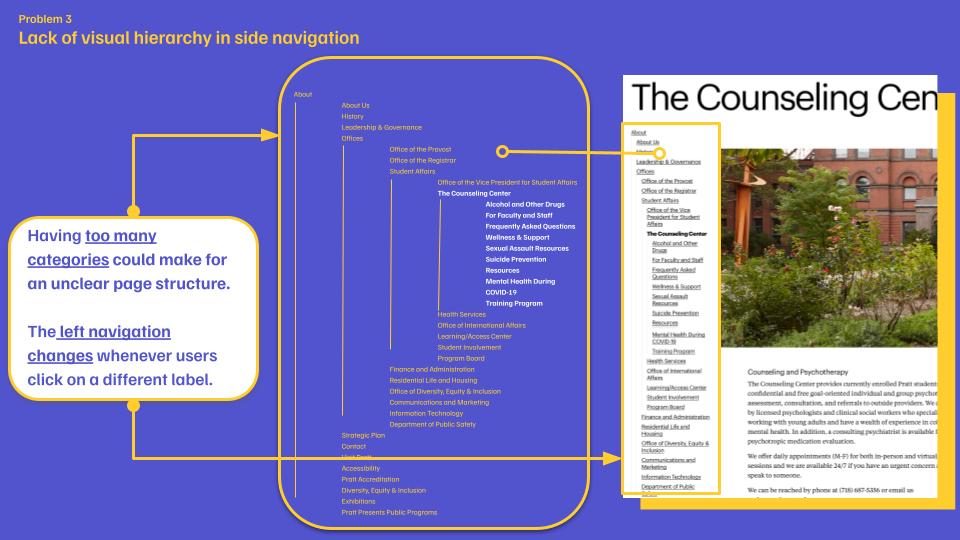 Problem 3
Lack of visual hierarchy in side navigation
Having too many
categories could make for
an unclear page structure.
The left navigation
changes whenever users
click on a different label.
About
About Us
History
Leadership & Governance
Offices
Office of the Provost
Office of the Registrar
Student Affairs
Office of the Vice President for Student Affairs
The Counseling Center
Alcohol and Other Drugs
For Faculty and Staff
Frequently Asked Questions
Wellness & Support
Sexual Assault Resources
Suicide Prevention
Resources
Mental Health During
COVID-19
Training Program
Health Services
Office of International Affairs
Learning/Access Center
Student Involvement
Program Board
Finance and Administration
Residential Life and Housing
Office of Diversity, Equity & Inclusion
Communications and Marketing
Information Technology
Department of Public Safety
Strategic Plan
Contact
Accessibility
Pratt Accreditation
Diversity, Equity & Inclusion
Exhibitions
Pratt Presents Public Programs
The Counseling Cen
About
About Us
Leadership & Governance
Offices
Office of the Provost
Office of the Registrar
Student Affairs
Office of the Vice
President for Student
Affairs
The Counseling Center
Alcohol and Other
Drugs
For Faculty and Staff
Frequently Asked
Questions
Wellness & Support
Sexual Assault
Resources
Suicide Prevention
Resources
Mental Health During
COVID-19
Training Program
Health Services
Office of International
Affairs
Learning/Access Center
Student Involvement
Program Board
Finance and Administration
Residential Life and
Housing
Office of Diversity, Equity &
Inclusion
Communications and
Marketing
Information Technology
Department of Public
Counseling and Psychotherapy
The Counseling Center provides currently enrolled Pratt students
confidential and free goal-oriented individual and group psychot
assessment, consultation, and referrals to outside providers. We
by licensed psychologists and clinical social workers who special
working with young adults and have a wealth of experience in col
mental health. In addition, a consulting psychiatrist is available f
psychotropic medication evaluation.
We offer daily appointments (M-F) for both in-person and virtual
sessions and we are available 24/7 if you have an urgent concern
speak to someone.
We can be reached by phone at (718) 687-5356 or email us